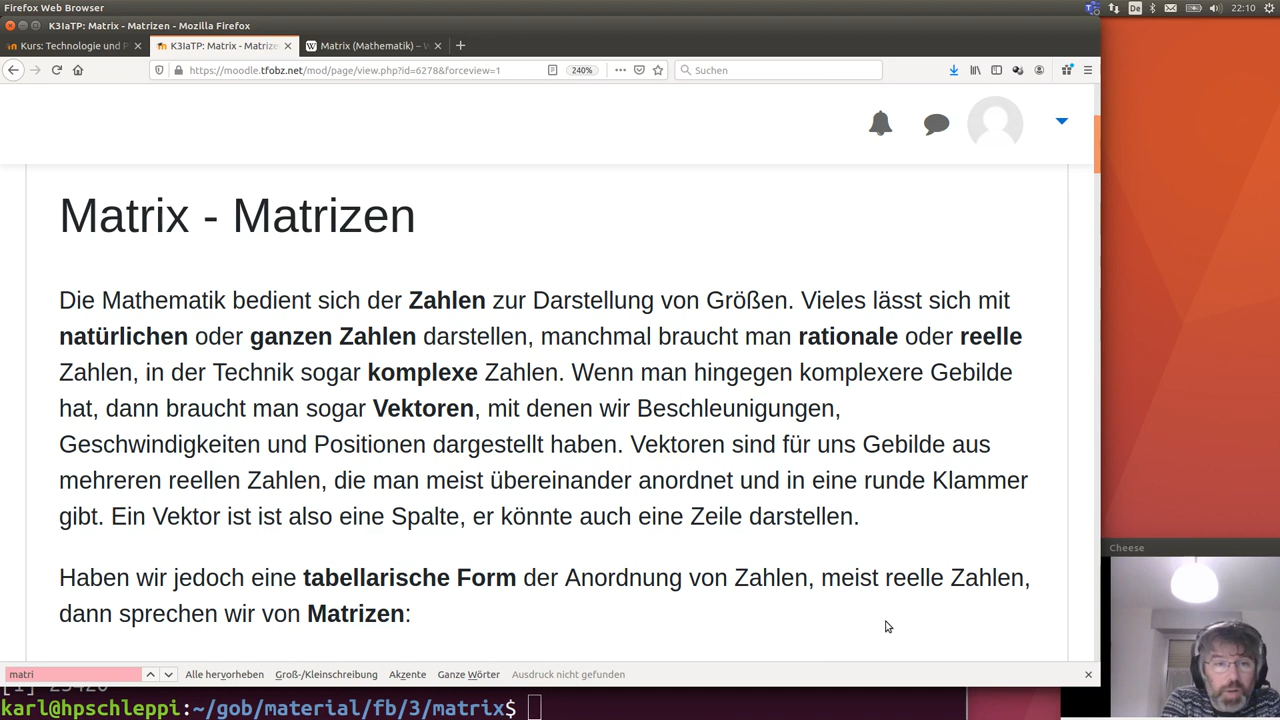 Firefox Web Browser
De
22:10
K3IaTP: Matrix - Matrizen - Mozilla Firefox
Kurs: Technologie und P
K3IaTP: Matrix - Matrize
Matrix (Mathematik) – W
https://moodle.tfobz.net/mod/page/view.php?id=6278&forceview=1
240%
Suchen
Matrix - Matrizen
Die Mathematik bedient sich der Zahlen zur Darstellung von Größen. Vieles lässt sich mit
natürlichen oder ganzen Zahlen darstellen, manchmal braucht man rationale oder reelle
Zahlen, in der Technik sogar komplexe Zahlen. Wenn man hingegen komplexere Gebilde
hat, dann braucht man sogar Vektoren, mit denen wir Beschleunigungen,
Geschwindigkeiten und Positionen dargestellt haben. Vektoren sind für uns Gebilde aus
mehreren reellen Zahlen, die man meist übereinander anordnet und in eine runde Klammer
gibt. Ein Vektor ist ist also eine Spalte, er könnte auch eine Zeile darstellen.
Haben wir jedoch eine tabellarische Form der Anordnung von Zahlen, meist reelle Zahlen,
dann sprechen wir von Matrizen:
Cheese
matri
Alle hervorheben
Groß-/Kleinschreibung
Akzente
Ganze Wörter
Ausdruck nicht gefunden
karl@hpschleppi:~/gob/material/fb/3/matrix$